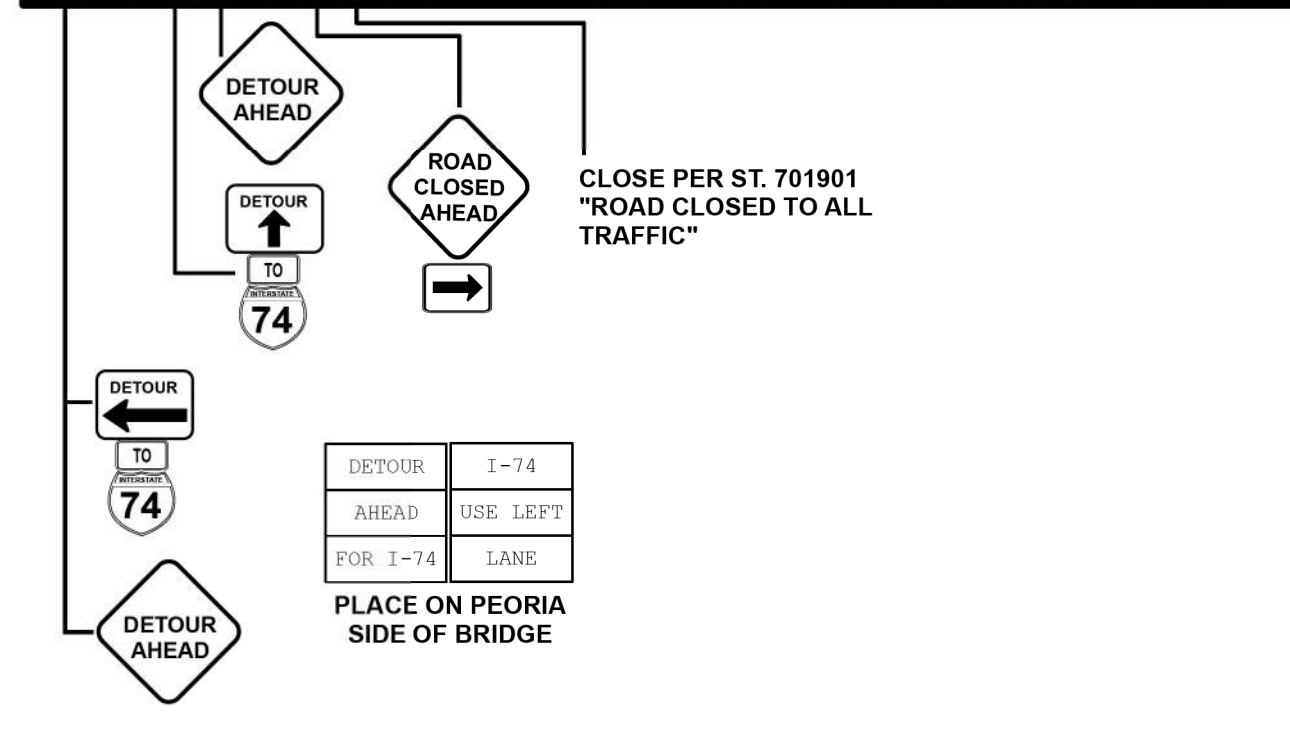 DETOUR
AHEAD
DETOUR
TO
INTERSTATE
74
ROAD
CLOSED
AHEAD
CLOSE PER ST. 701901
"ROAD CLOSED TO ALL
TRAFFIC"
DETOUR
TO
INTERSTATE
74
DETOUR
AHEAD
DETOUR
AHEAD
FOR I-74
I-74
USE LEFT
LANE
PLACE ON PEORIA
SIDE OF BRIDGE